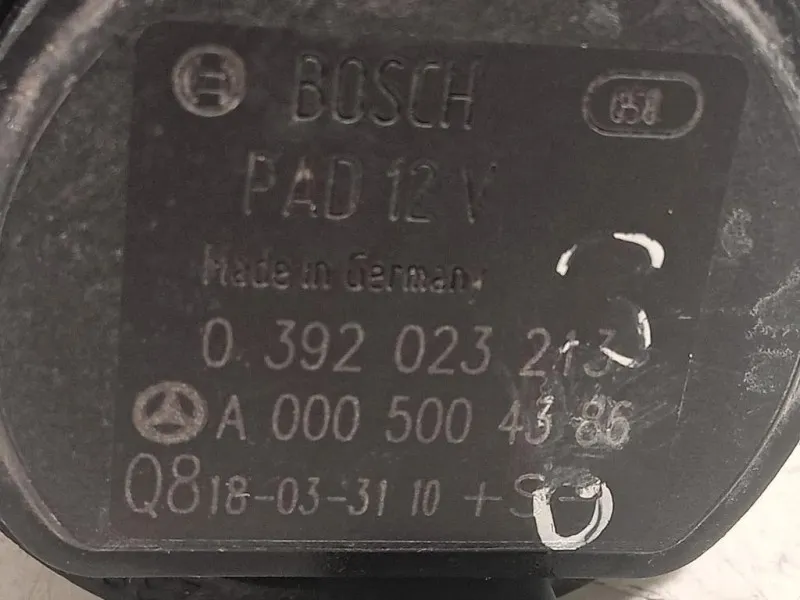 BOSCH
PAD 12 V
Made in Germany
0 392 023 213
A 000 500 43 86
Q8 18-03-31 10 + S -